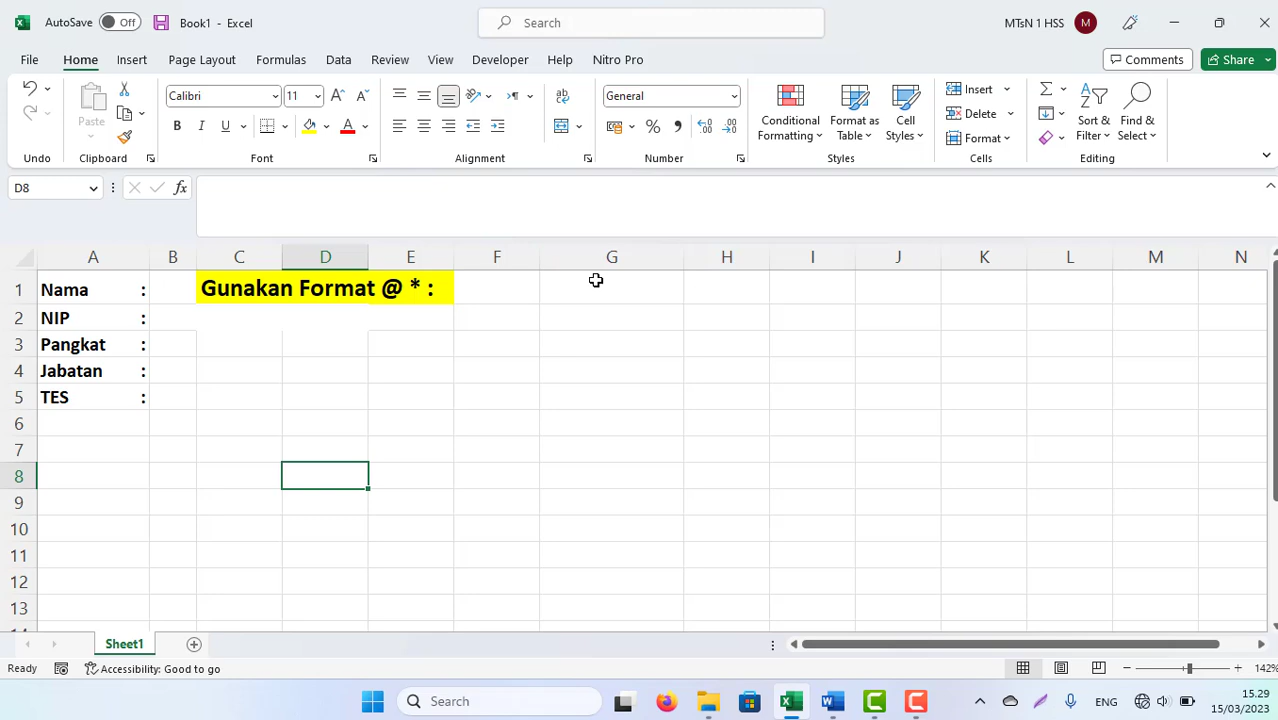 AutoSave Off Book1 - Excel Search MTsN 1 HSS M
File Home Insert Page Layout Formulas Data Review View Developer Help Nitro Pro Comments Share
Paste Calibri 11 General Conditional Formatting Format as Table Cell Styles Insert Delete Format Sort & Filter Find & Select
Undo Clipboard Font Alignment Number Styles Cells Editing
D8 fx
A B C D E F G H I J K L M N
1 Nama : Gunakan Format @ * :
2 NIP :
3 Pangkat :
4 Jabatan :
5 TES :
6
7
8
9
10
11
12
13
Sheet1
Ready Accessibility: Good to go 142%
Search ENG 15.29
15/03/2023